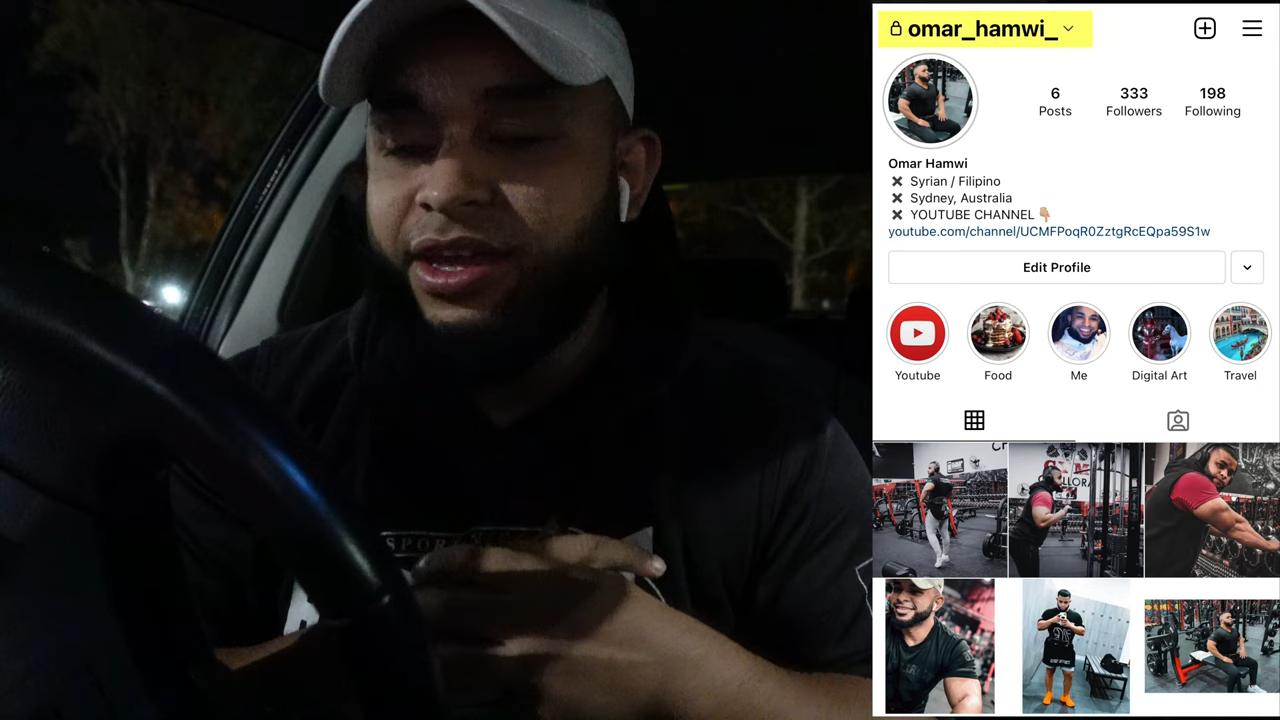 omar_hamwi_
6
Posts
333
Followers
198
Following
Omar Hamwi
Syrian / Filipino
Sydney, Australia
YOUTUBE CHANNEL
youtube.com/channel/UCMFPoqR0ZztgRcEQpa59S1w
Edit Profile
Youtube
Food
Me
Digital Art
Travel
SPOR